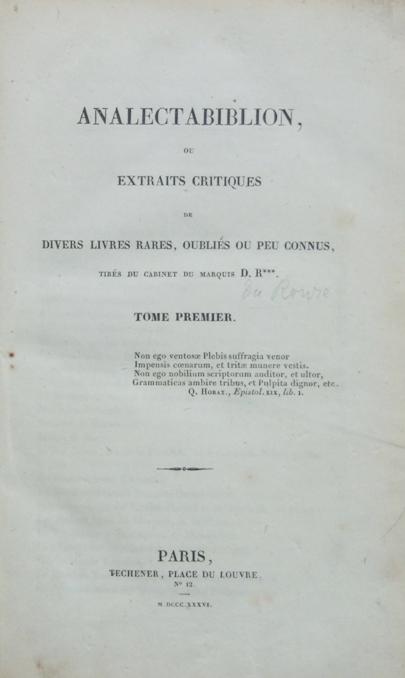 ANALECTABIBLION,
OU
EXTRAITS CRITIQUES
DE
DIVERS LIVRES RARES, OUBLIÉS OU PEU CONNUS,
TIRÉS DU CABINET DU MARQUIS D. R***.
du Roure
TOME PREMIER.
Non ego ventosæ Plebis suffragia venor
Impensis cœnarum, et tritæ munere vestis.
Non ego nobilium scriptorum auditor, et ultor,
Grammaticas ambire tribus, et Pulpita dignor, etc.
Q. HORAT., Epistol. XIX, lib. I.
PARIS,
TECHENER, PLACE DU LOUVRE,
N° 12.
M DCCC XXXVI.